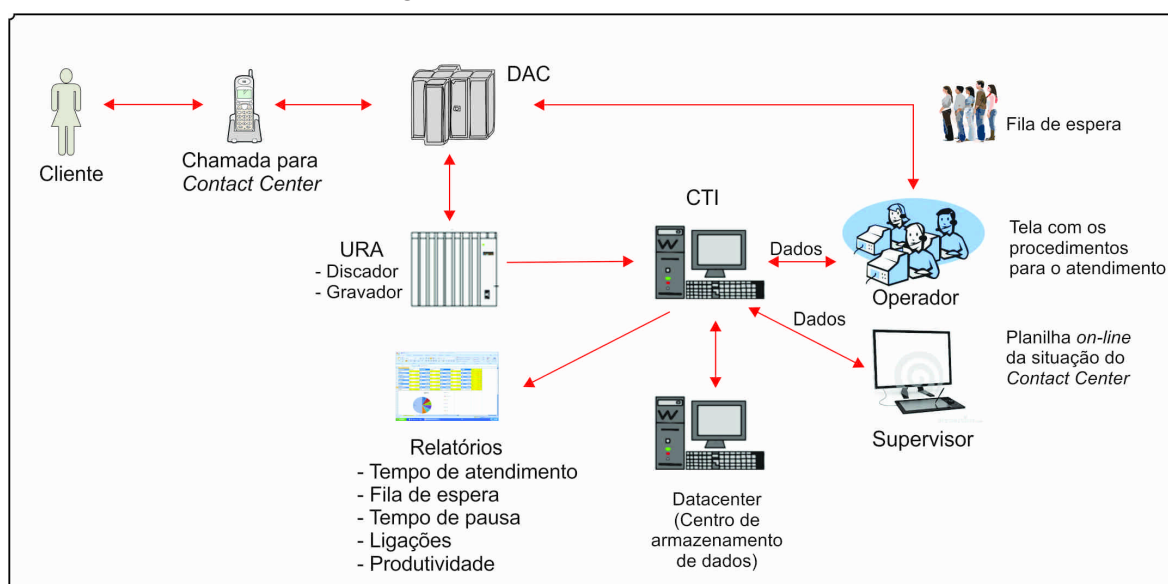 DAC
Fila de espera
Cliente
Chamada para
Contact Center
CTI
URA
- Discador
- Gravador
Dados
Tela com os
procedimentos
para o atendimento
Operador
Dados
Planilha on-line
da situação do
Contact Center
Supervisor
Relatórios
- Tempo de atendimento
- Fila de espera
- Tempo de pausa
- Ligações
- Produtividade
Datacenter
(Centro de
armazenamento
de dados)